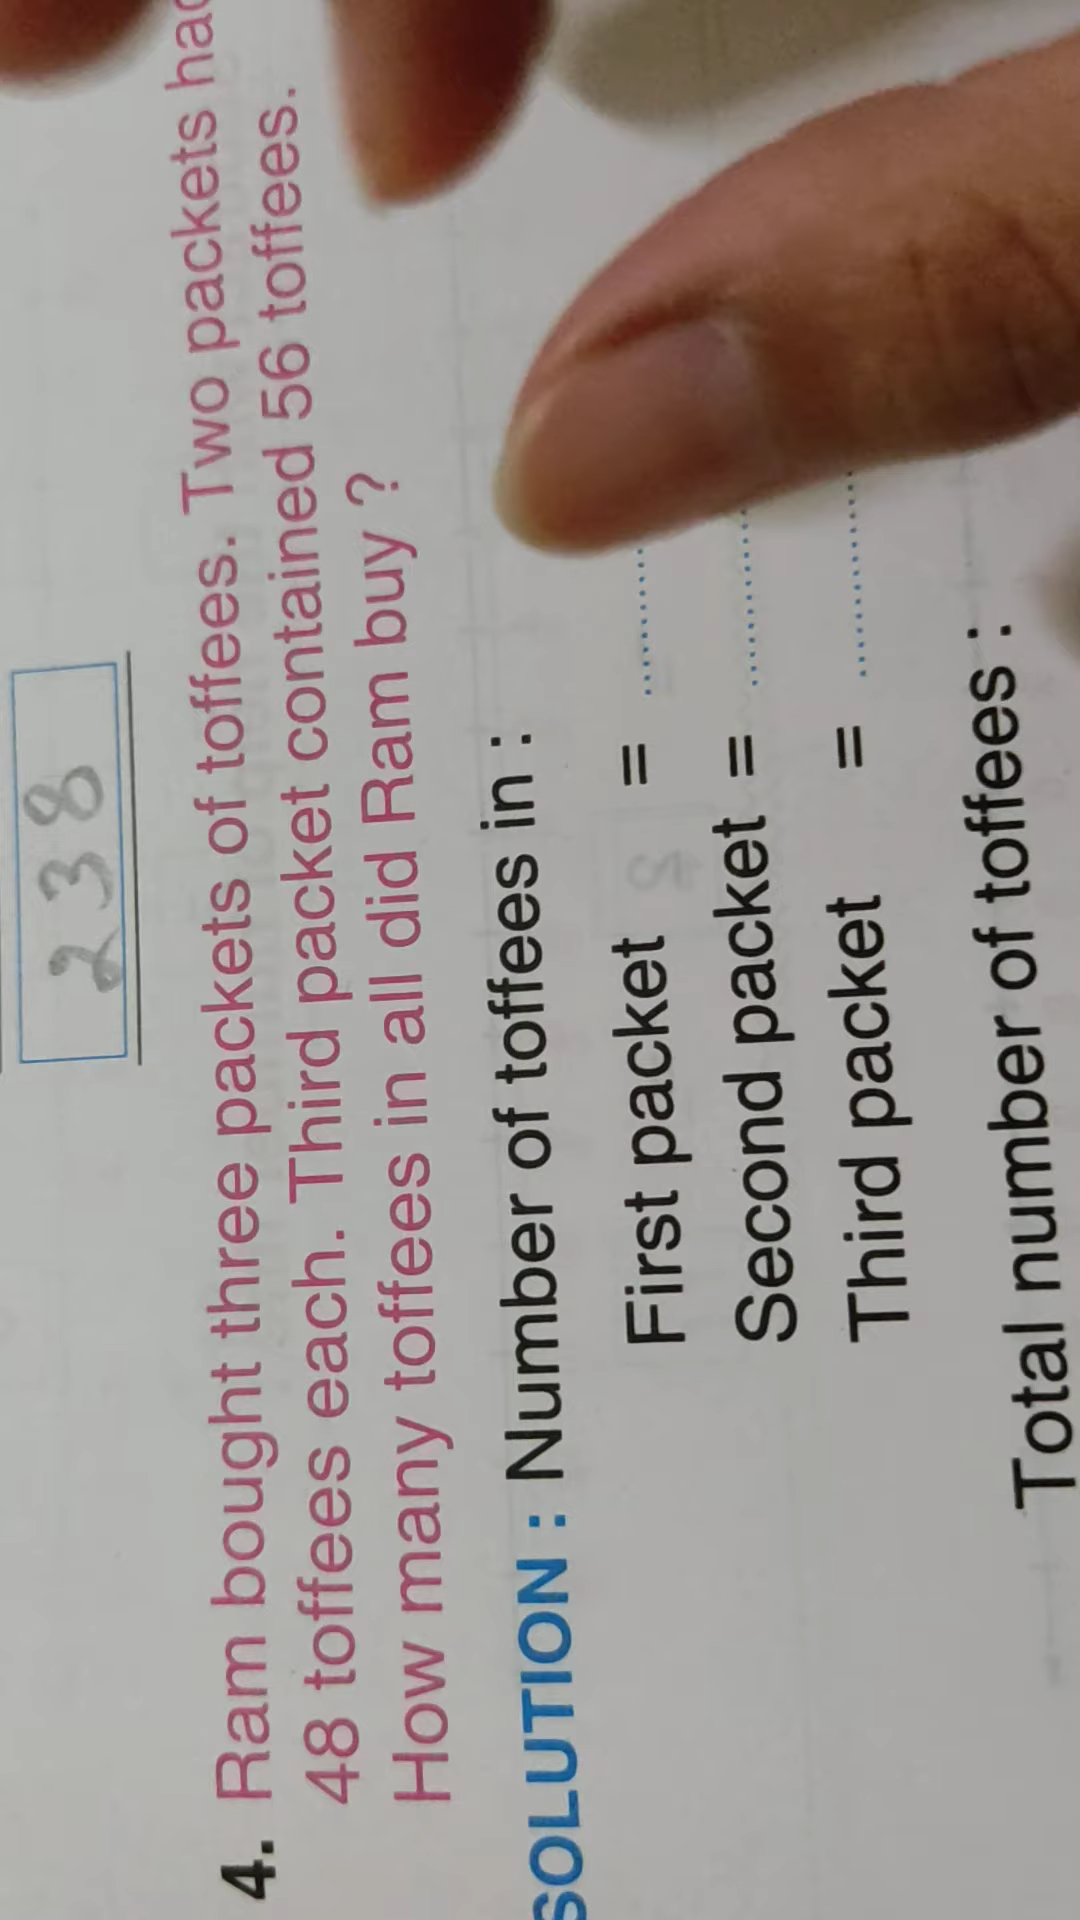 238
4. Ram bought three packets of toffees. Two packets
48 toffees each. Third packet contained 56 toffees.
How many toffees in all did Ram buy ?
SOLUTION : Number of toffees in :
First packet = ..........
Second packet = ............
Third packet = ..............
Total number of toffees :